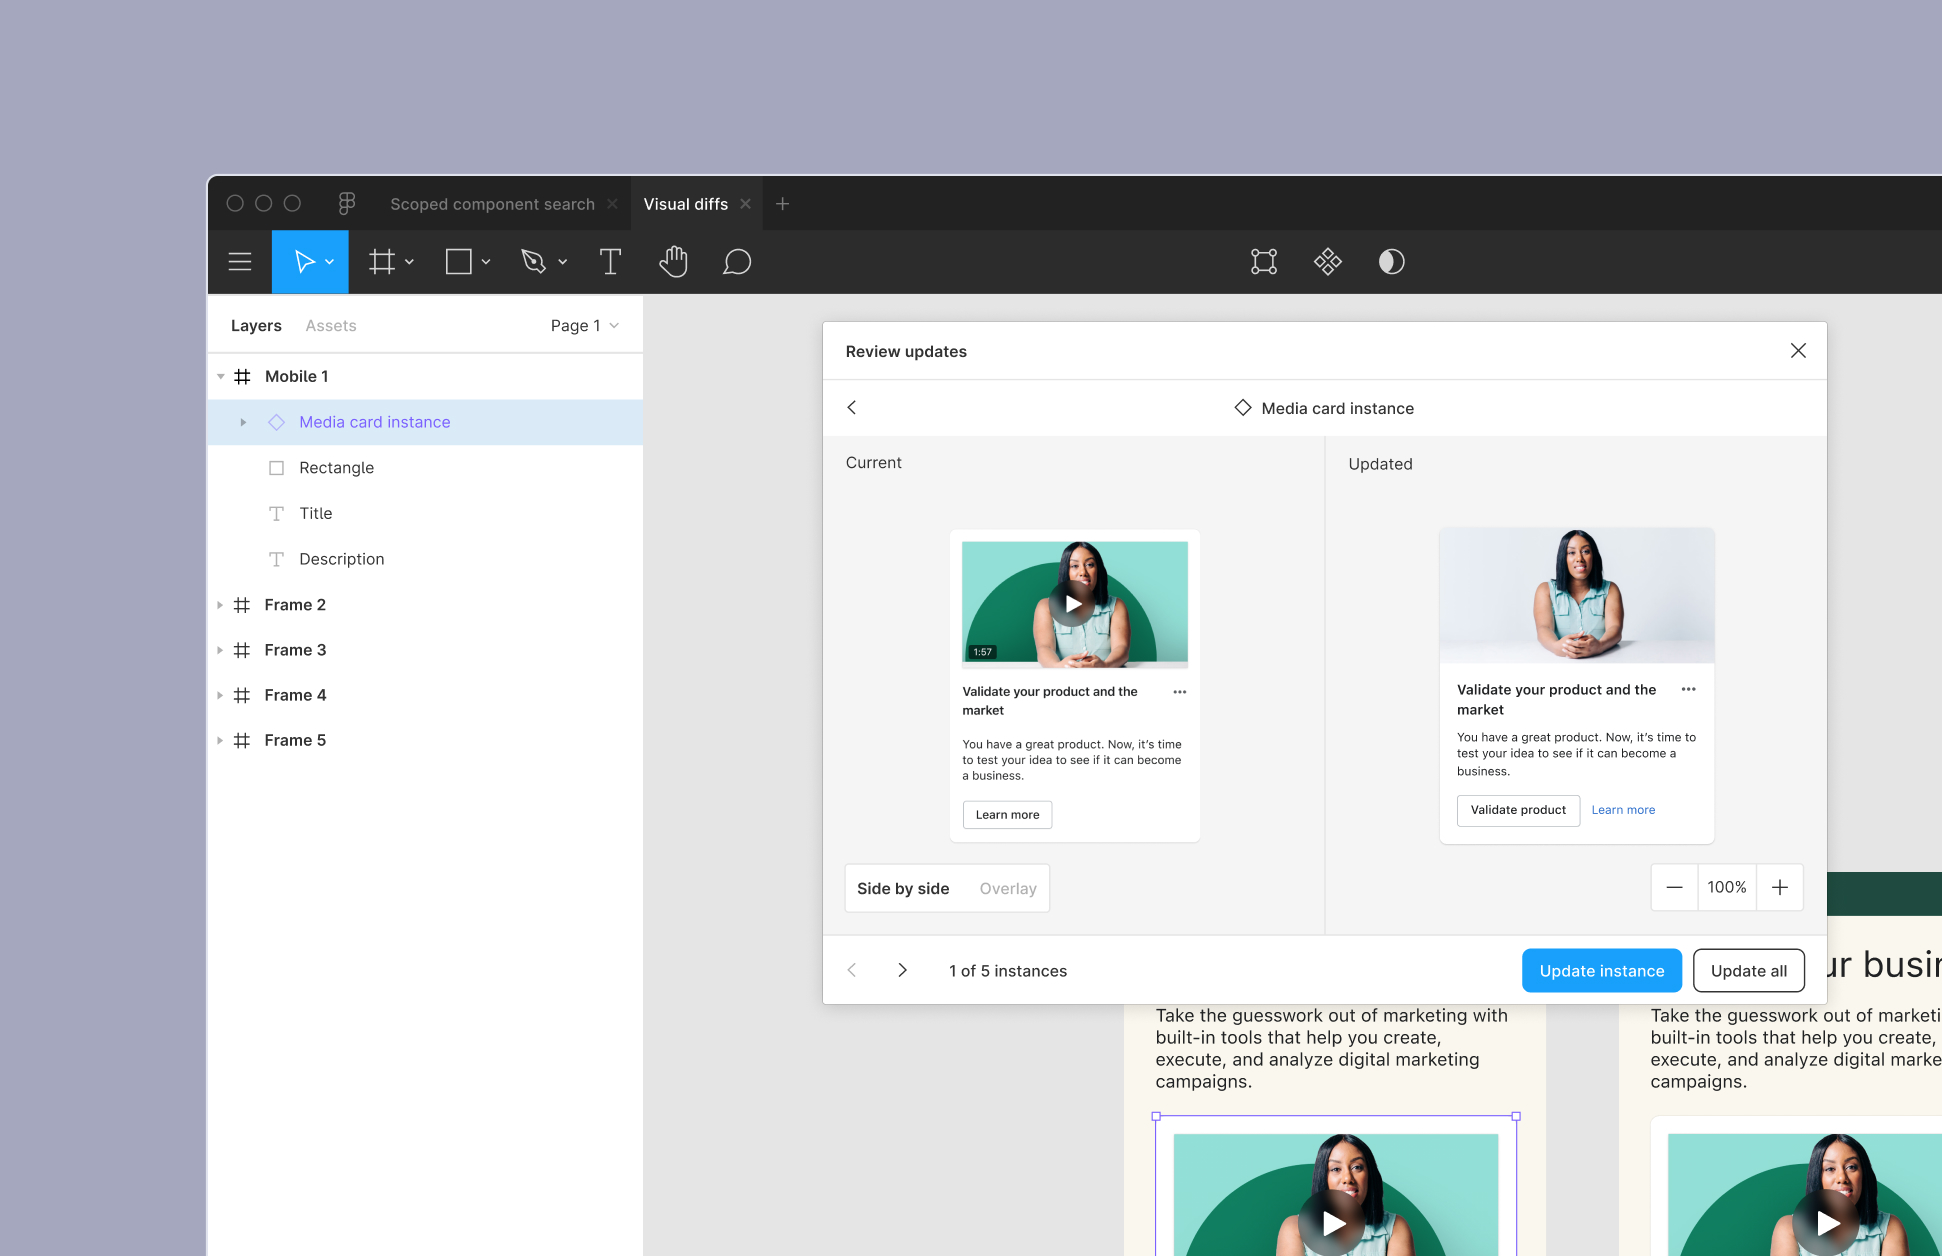 Scoped component search
Visual diffs
Layers
Assets
Page 1
Mobile 1
Media card instance
Rectangle
Title
Description
Frame 2
Frame 3
Frame 4
Frame 5
Review updates
Media card instance
Current
Updated
1:57
Validate your product and the
market
You have a great product. Now, it's time
to test your idea to see if it can become
a business.
Learn more
Validate your product and the
market
You have a great product. Now, it's time to
test your idea to see if it can become a
business.
Validate product
Learn more
Side by side
Overlay
100%
1 of 5 instances
Update instance
Update all
Take the guesswork out of marketing with
built-in tools that help you create,
execute, and analyze digital marketing
campaigns.
Take the guesswork out of
built-in tools that help you create,
execute, and analyze digital
campaigns.